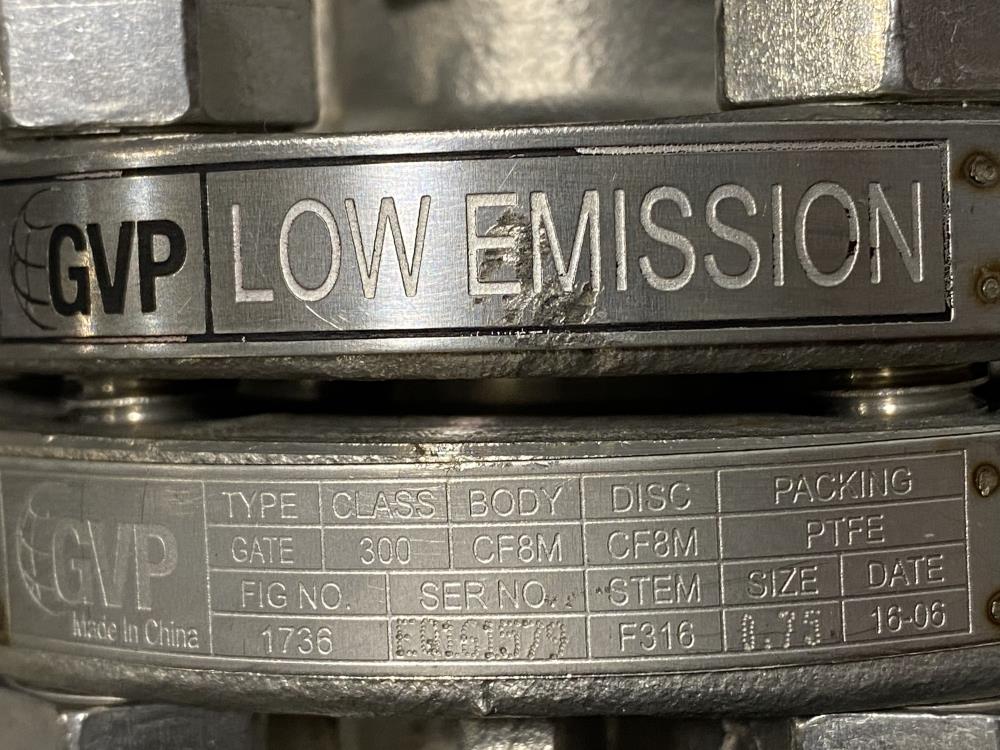 GVP LOW EMISSION
GVP
Made In China
TYPE CLASS BODY DISC PACKING
GATE 300 CF8M CF8M PTFE
FIG NO. SER NO. STEM SIZE DATE
1736 F316 0.75 16-06